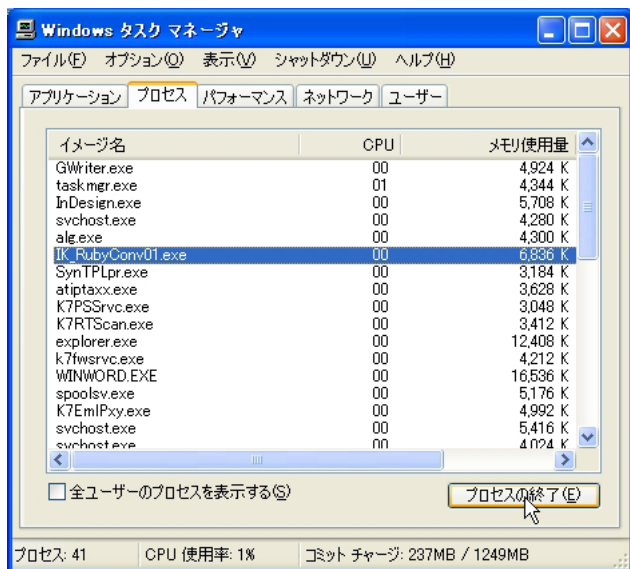 Windows タスク マネージャ
ファイル(F) オプション(O) 表示(V) シャットダウン(U) ヘルプ(H)
アプリケーション プロセス パフォーマンス ネットワーク ユーザー
イメージ名 CPU メモリ使用量
GWriter.exe 00 4,924 K
taskmgr.exe 01 4,344 K
InDesign.exe 00 5,708 K
svchost.exe 00 4,280 K
alg.exe 00 4,300 K
IK_RubyConv01.exe 00 6,836 K
SynTPLpr.exe 00 3,184 K
atiptaxx.exe 00 3,628 K
K7PSSrvc.exe 00 3,048 K
K7RTScan.exe 00 3,412 K
explorer.exe 00 12,408 K
k7fwsrvc.exe 00 4,212 K
WINWORD.EXE 00 16,536 K
spoolsv.exe 00 5,176 K
K7EmlPxy.exe 00 4,992 K
svchost.exe 00 5,416 K
svchost.exe 00 4,024 K
全ユーザーのプロセスを表示する(S) プロセスの終了(E)
プロセス: 41 CPU 使用率: 1% コミット チャージ: 237MB / 1249MB